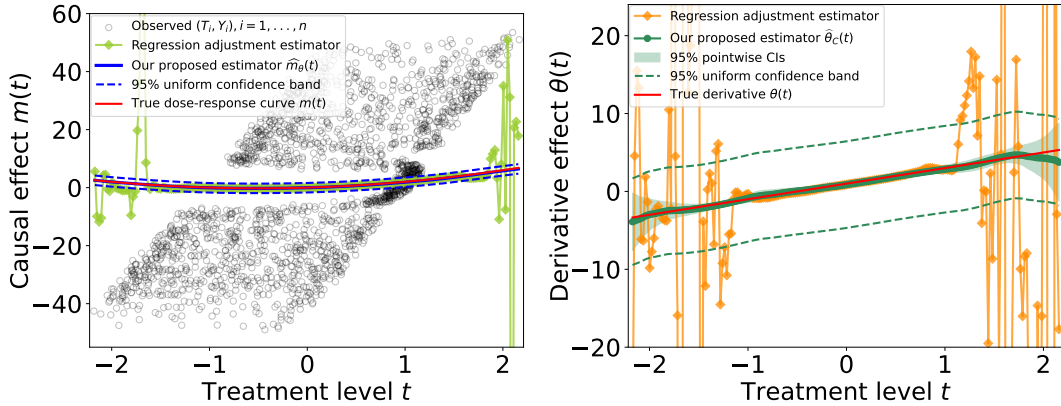 Causal effect m(t)
60
40
20
0
−20
−40
Observed (Tᵢ, Yᵢ), i = 1, . . . , n
Regression adjustment estimator
Our proposed estimator m̂_θ(t)
95% uniform confidence band
True dose-response curve m(t)
−2
−1
0
1
2
Treatment level t
Derivative effect θ(t)
20
10
0
−10
−20
Regression adjustment estimator
Our proposed estimator θ̂_C(t)
95% pointwise CIs
95% uniform confidence band
True derivative θ(t)
−2
−1
0
1
2
Treatment level t